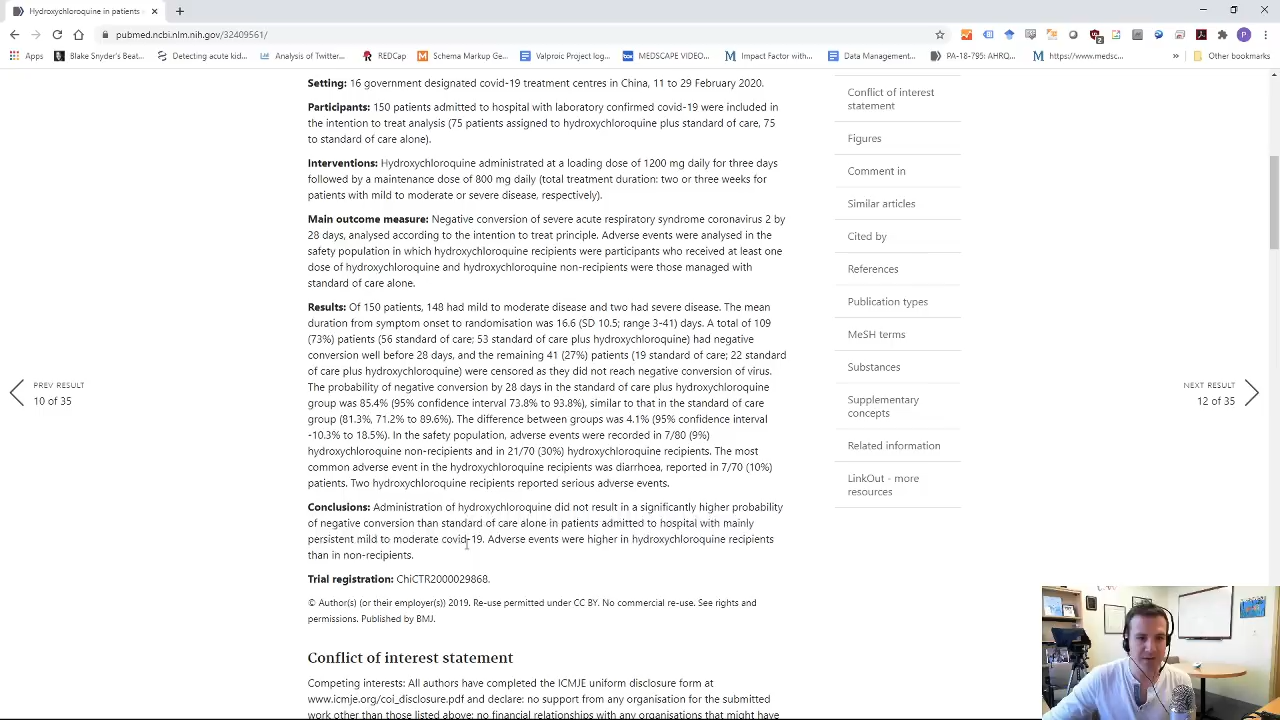 Hydroxychloroquine in patients
pubmed.ncbi.nlm.nih.gov/32409561/
Apps
Blake Snyder's Beat...
Detecting acute kid...
Analysis of Twitter...
REDCap
Schema Markup Ge...
Valproic Project log...
MEDSCAPE VIDEO...
Impact Factor with...
Data Management...
PA-18-795: AHRQ...
https://www.medsc...
Other bookmarks
Setting: 16 government designated covid-19 treatment centres in China, 11 to 29 February 2020.
Participants: 150 patients admitted to hospital with laboratory confirmed covid-19 were included in
the intention to treat analysis (75 patients assigned to hydroxychloroquine plus standard of care, 75
to standard of care alone).
Interventions: Hydroxychloroquine administrated at a loading dose of 1200 mg daily for three days
followed by a maintenance dose of 800 mg daily (total treatment duration: two or three weeks for
patients with mild to moderate or severe disease, respectively).
Main outcome measure: Negative conversion of severe acute respiratory syndrome coronavirus 2 by
28 days, analysed according to the intention to treat principle. Adverse events were analysed in the
safety population in which hydroxychloroquine recipients were participants who received at least one
dose of hydroxychloroquine and hydroxychloroquine non-recipients were those managed with
standard of care alone.
Results: Of 150 patients, 148 had mild to moderate disease and two had severe disease. The mean
duration from symptom onset to randomisation was 16.6 (SD 10.5; range 3-41) days. A total of 109
(73%) patients (56 standard of care; 53 standard of care plus hydroxychloroquine) had negative
conversion well before 28 days, and the remaining 41 (27%) patients (19 standard of care; 22 standard
of care plus hydroxychloroquine) were censored as they did not reach negative conversion of virus.
The probability of negative conversion by 28 days in the standard of care plus hydroxychloroquine
group was 85.4% (95% confidence interval 73.8% to 93.8%), similar to that in the standard of care
group (81.3%, 71.2% to 89.6%). The difference between groups was 4.1% (95% confidence interval
-10.3% to 18.5%). In the safety population, adverse events were recorded in 7/80 (9%)
hydroxychloroquine non-recipients and in 21/70 (30%) hydroxychloroquine recipients. The most
common adverse event in the hydroxychloroquine recipients was diarrhoea, reported in 7/70 (10%)
patients. Two hydroxychloroquine recipients reported serious adverse events.
Conclusions: Administration of hydroxychloroquine did not result in a significantly higher probability
of negative conversion than standard of care alone in patients admitted to hospital with mainly
persistent mild to moderate covid-19. Adverse events were higher in hydroxychloroquine recipients
than in non-recipients.
Trial registration: ChiCTR2000029868.
© Author(s) (or their employer(s)) 2019. Re-use permitted under CC BY. No commercial re-use. See rights and
permissions. Published by BMJ.
Conflict of interest statement
Competing interests: All authors have completed the ICMJE uniform disclosure form at
www.icmje.org/coi_disclosure.pdf and declare: no support from any organisation for the submitted
work other than those listed above; no financial relationships with any organisations that might have
PREV RESULT
10 of 35
NEXT RESULT
12 of 35
Conflict of interest
statement
Figures
Comment in
Similar articles
Cited by
References
Publication types
MeSH terms
Substances
Supplementary
concepts
Related information
LinkOut - more
resources